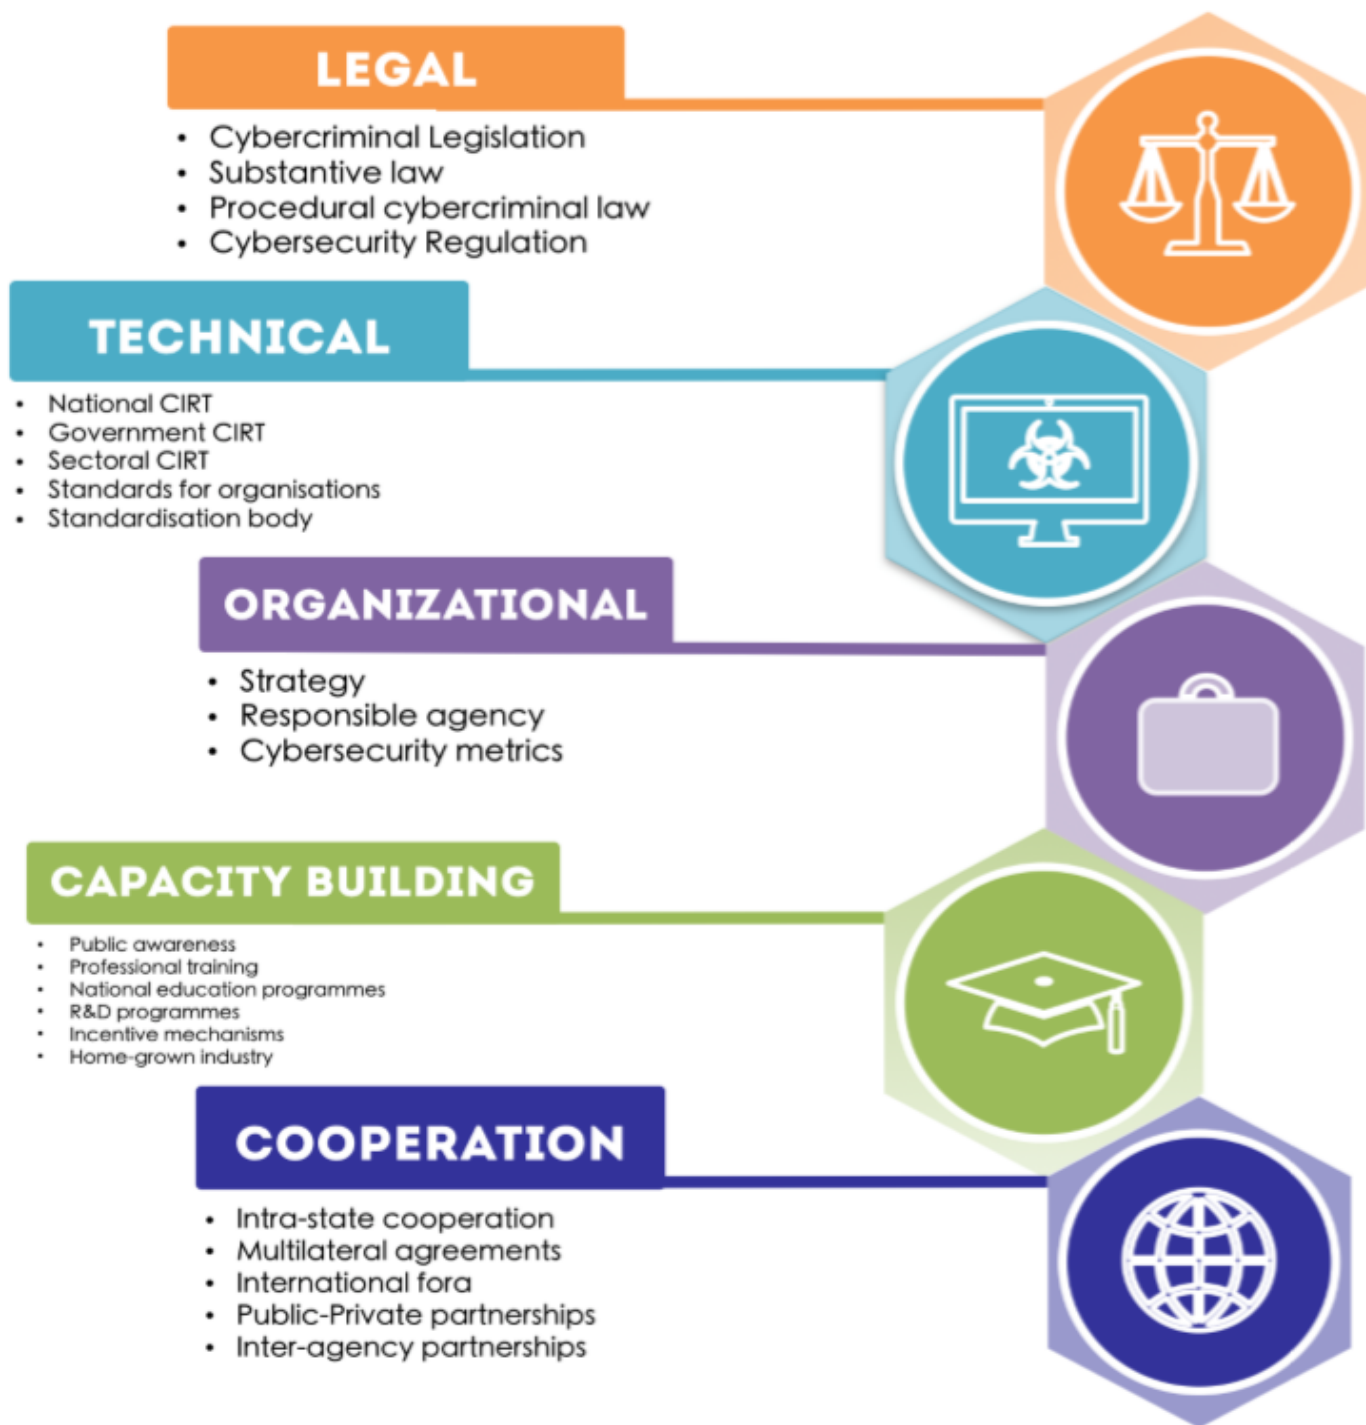 LEGAL
• Cybercriminal Legislation
• Substantive law
• Procedural cybercriminal law
• Cybersecurity Regulation
TECHNICAL
• National CIRT
• Government CIRT
• Sectoral CIRT
• Standards for organisations
• Standardisation body
ORGANIZATIONAL
• Strategy
• Responsible agency
• Cybersecurity metrics
CAPACITY BUILDING
• Public awareness
• Professional training
• National education programmes
• R&D programmes
• Incentive mechanisms
• Home-grown industry
COOPERATION
• Intra-state cooperation
• Multilateral agreements
• International fora
• Public-Private partnerships
• Inter-agency partnerships